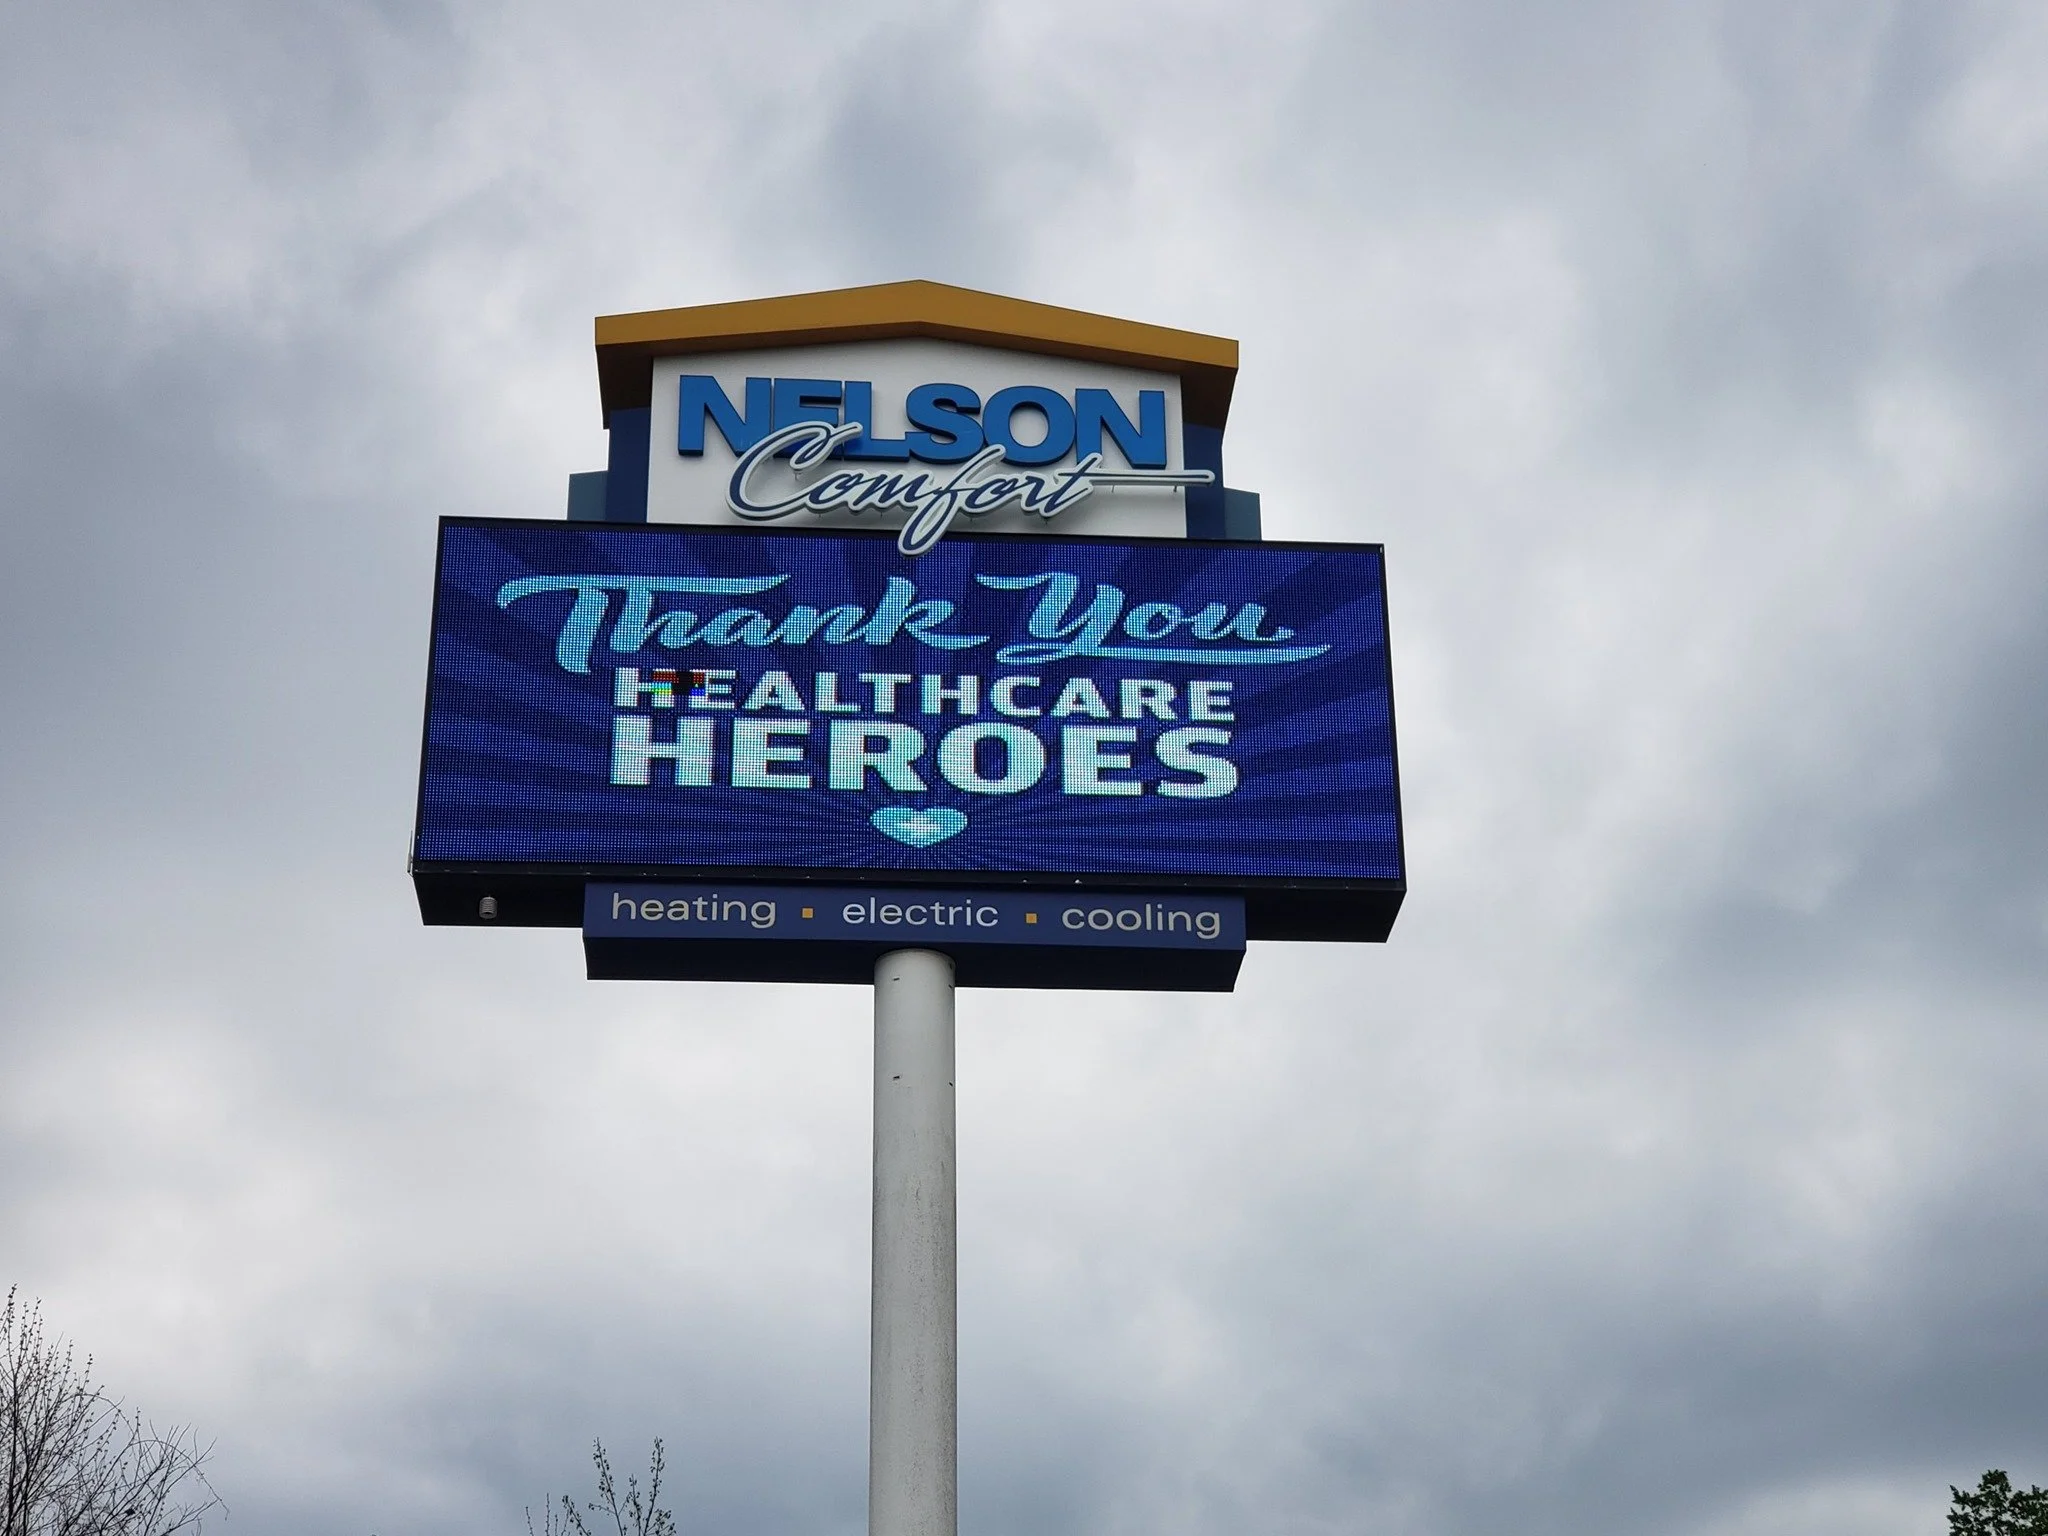 NELSON
Comfort
Thank You
HEALTHCARE
HEROES
heating ▪ electric ▪ cooling